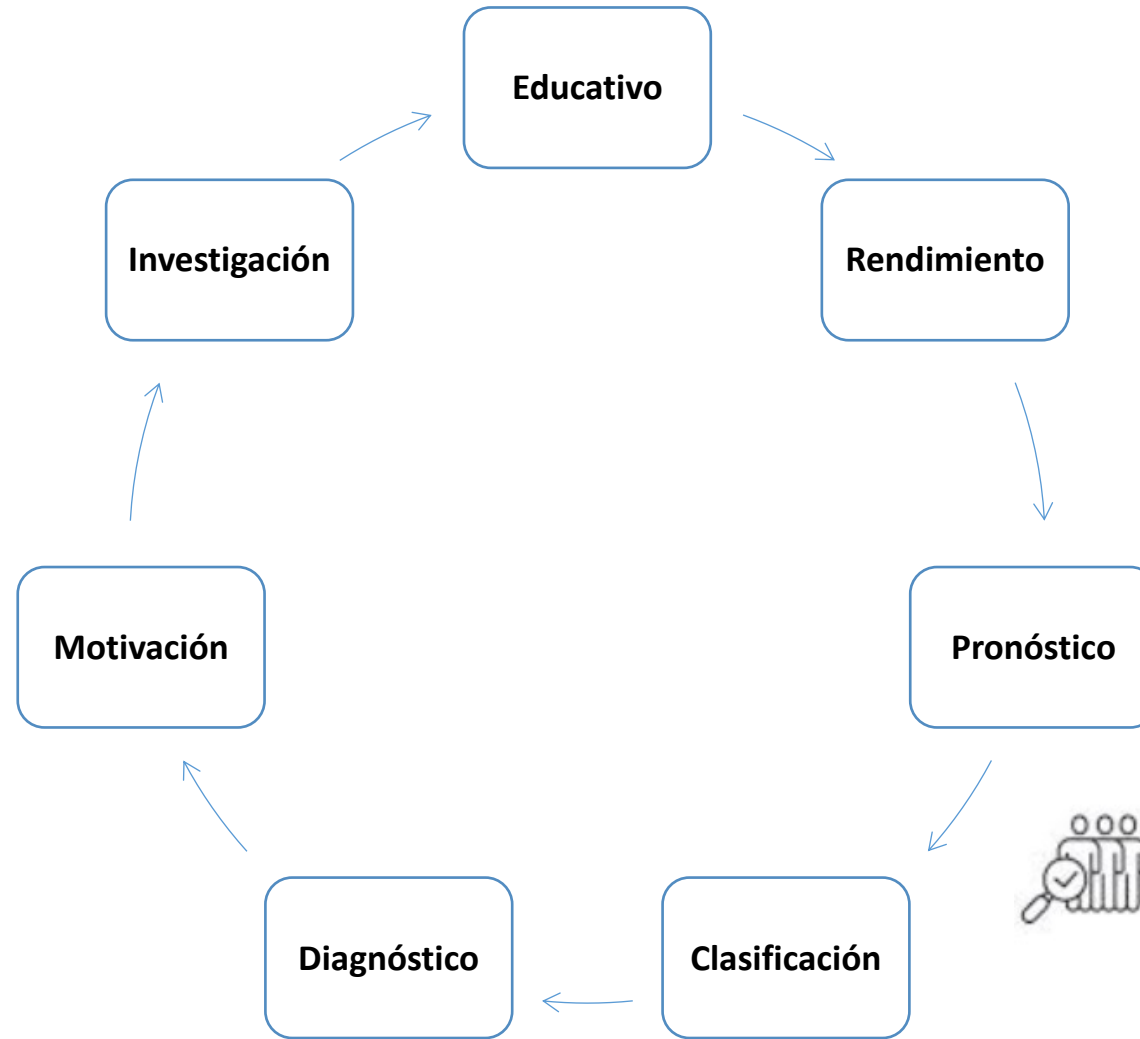 Educativo
Rendimiento
Pronóstico
Clasificación
Diagnóstico
Motivación
Investigación